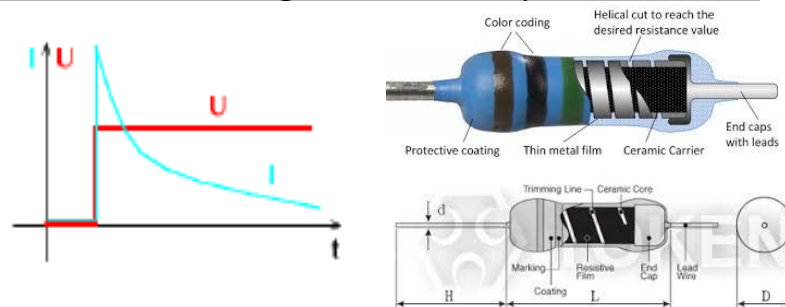 I U
U
I
t
Color coding
Helical cut to reach the
desired resistance value
End caps
with leads
Protective coating
Thin metal film
Ceramic Carrier
Trimming Line
Ceramic Core
d
Marking
Coating
Resistive
Film
End
Cap
Lead
Wire
H
L
D
TOKEN